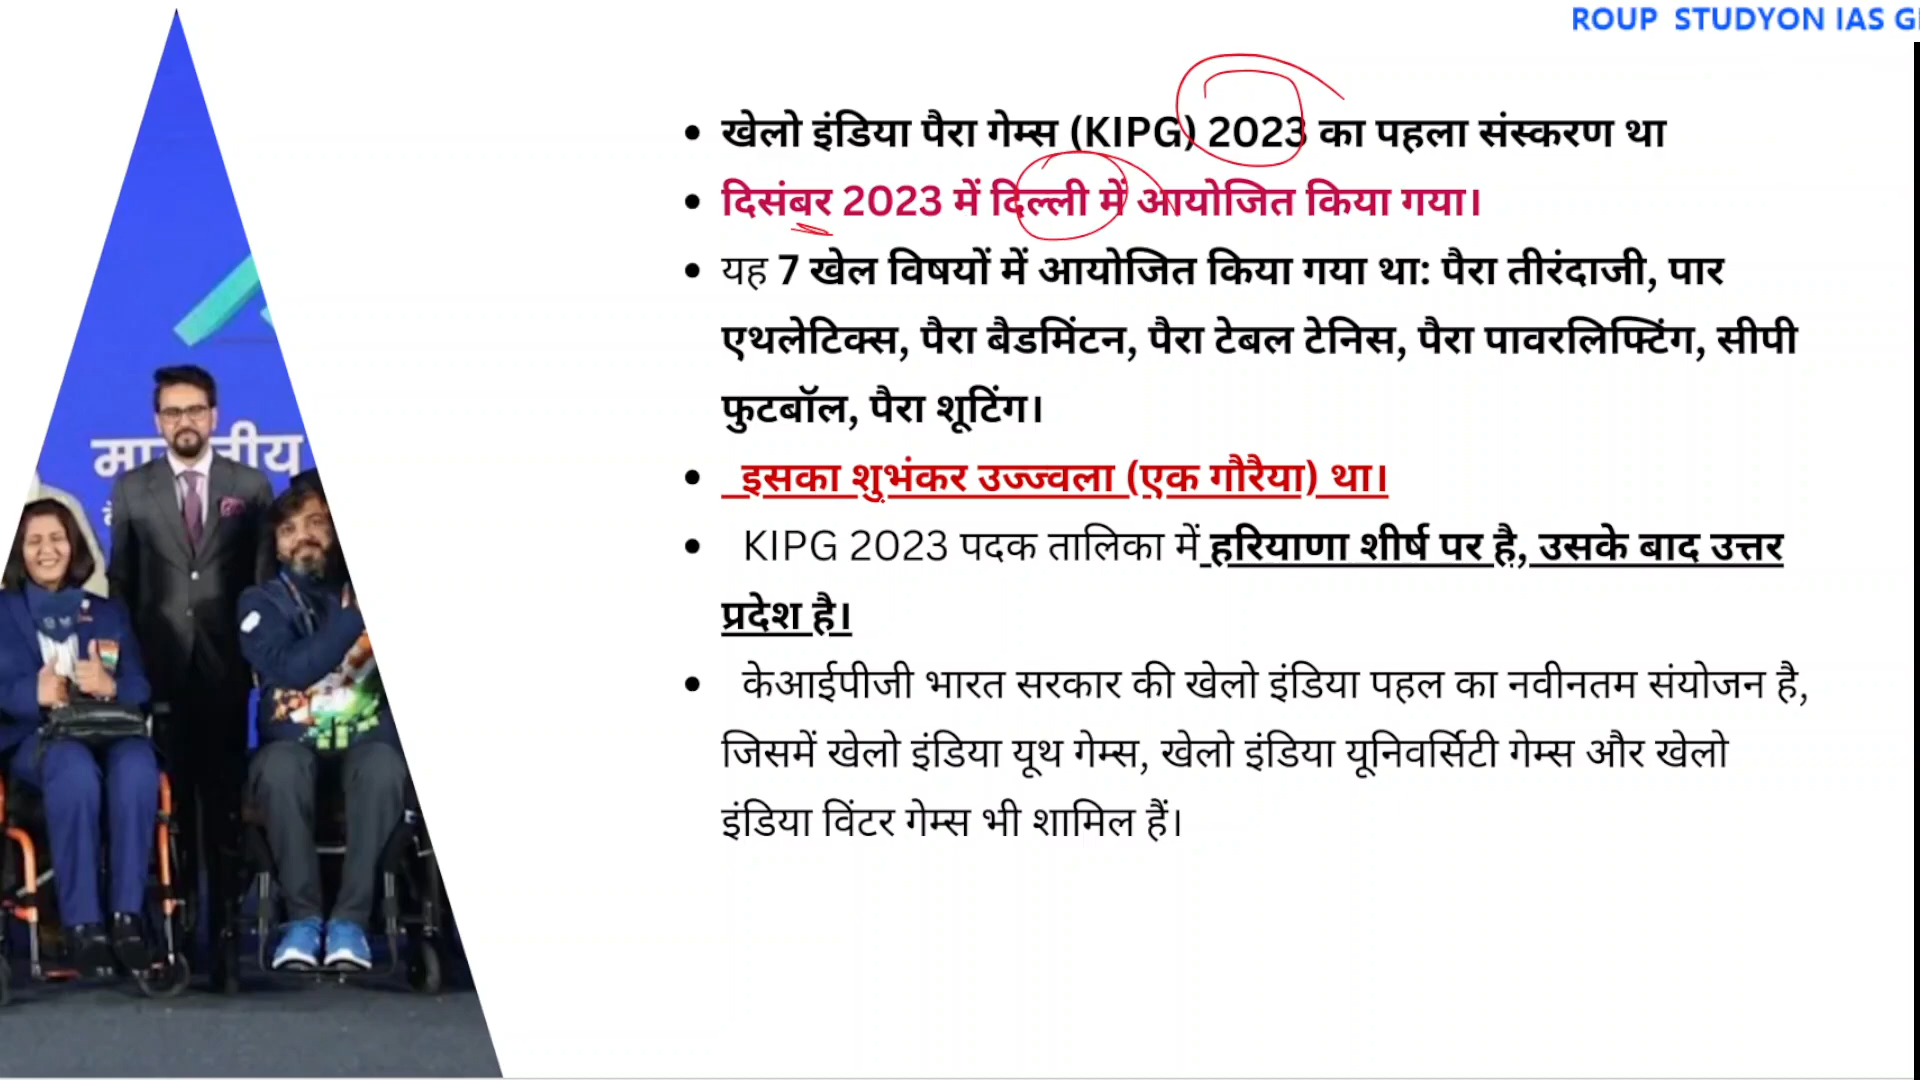 ROUP STUDYON IAS G
खेलो इंडिया पैरा गेम्स (KIPG) 2023 का पहला संस्करण था
दिसंबर 2023 में दिल्ली में आयोजित किया गया।
यह 7 खेल विषयों में आयोजित किया गया था: पैरा तीरंदाजी, पार
एथलेटिक्स, पैरा बैडमिंटन, पैरा टेबल टेनिस, पैरा पावरलिफ्टिंग, सीपी
फुटबॉल, पैरा शूटिंग।
इसका शुभंकर उज्ज्वला (एक गौरैया) था।
KIPG 2023 पदक तालिका में हरियाणा शीर्ष पर है, उसके बाद उत्तर
प्रदेश है।
केआईपीजी भारत सरकार की खेलो इंडिया पहल का नवीनतम संयोजन है,
जिसमें खेलो इंडिया यूथ गेम्स, खेलो इंडिया यूनिवर्सिटी गेम्स और खेलो
इंडिया विंटर गेम्स भी शामिल हैं।